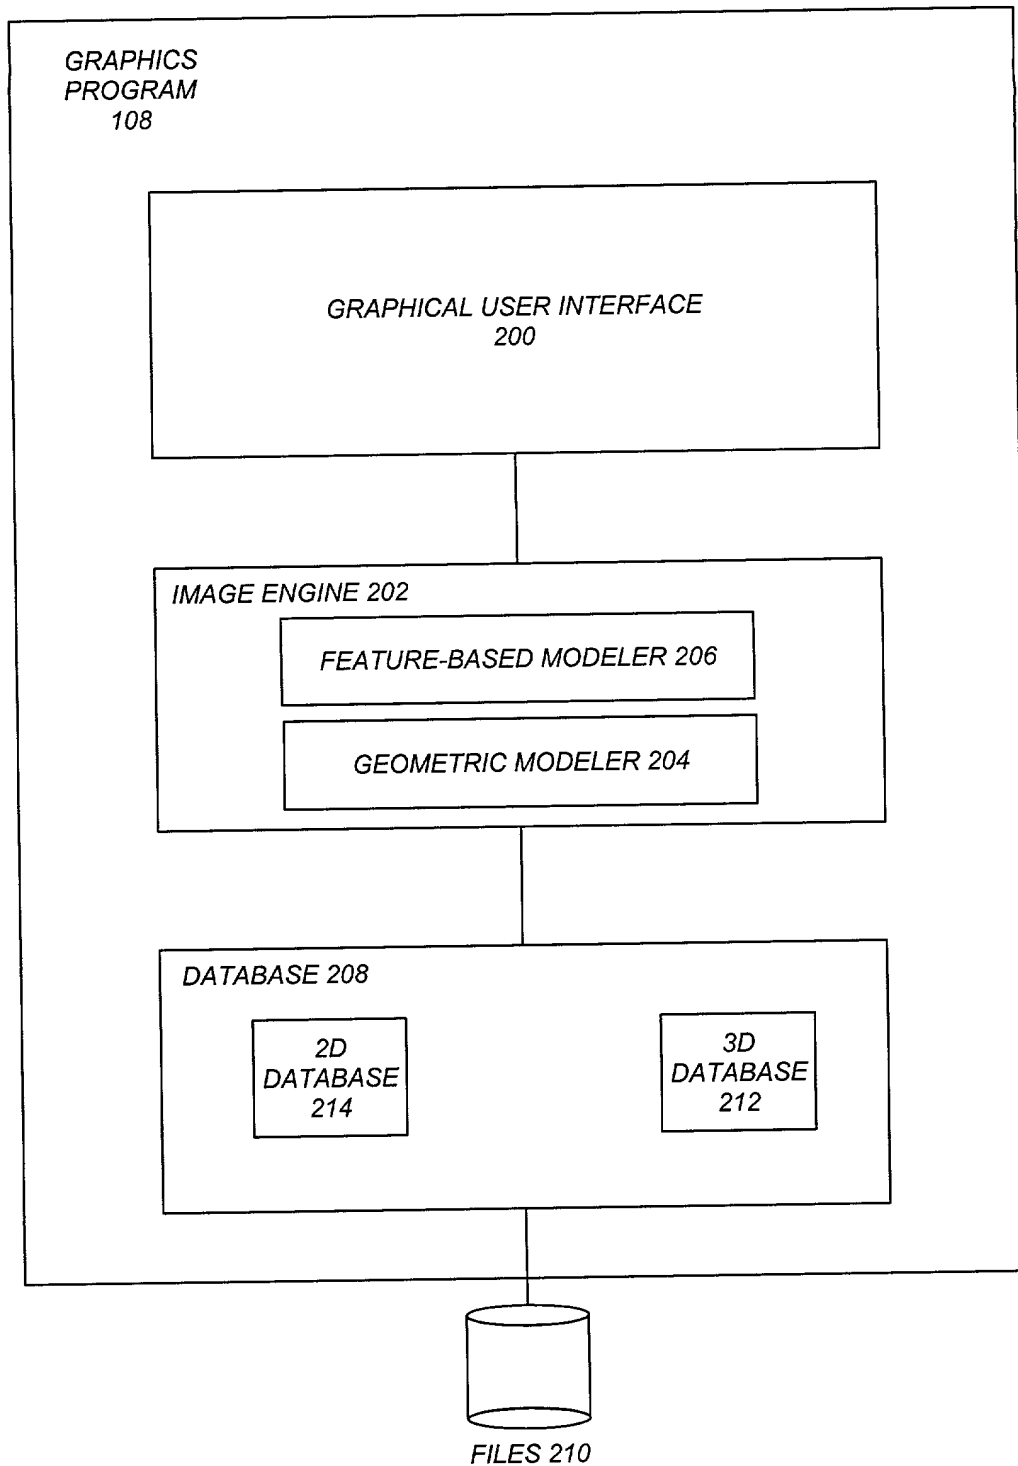 GRAPHICS
PROGRAM
108
GRAPHICAL USER INTERFACE
200
IMAGE ENGINE 202
FEATURE-BASED MODELER 206
GEOMETRIC MODELER 204
DATABASE 208
2D
DATABASE
214
3D
DATABASE
212
FILES 210